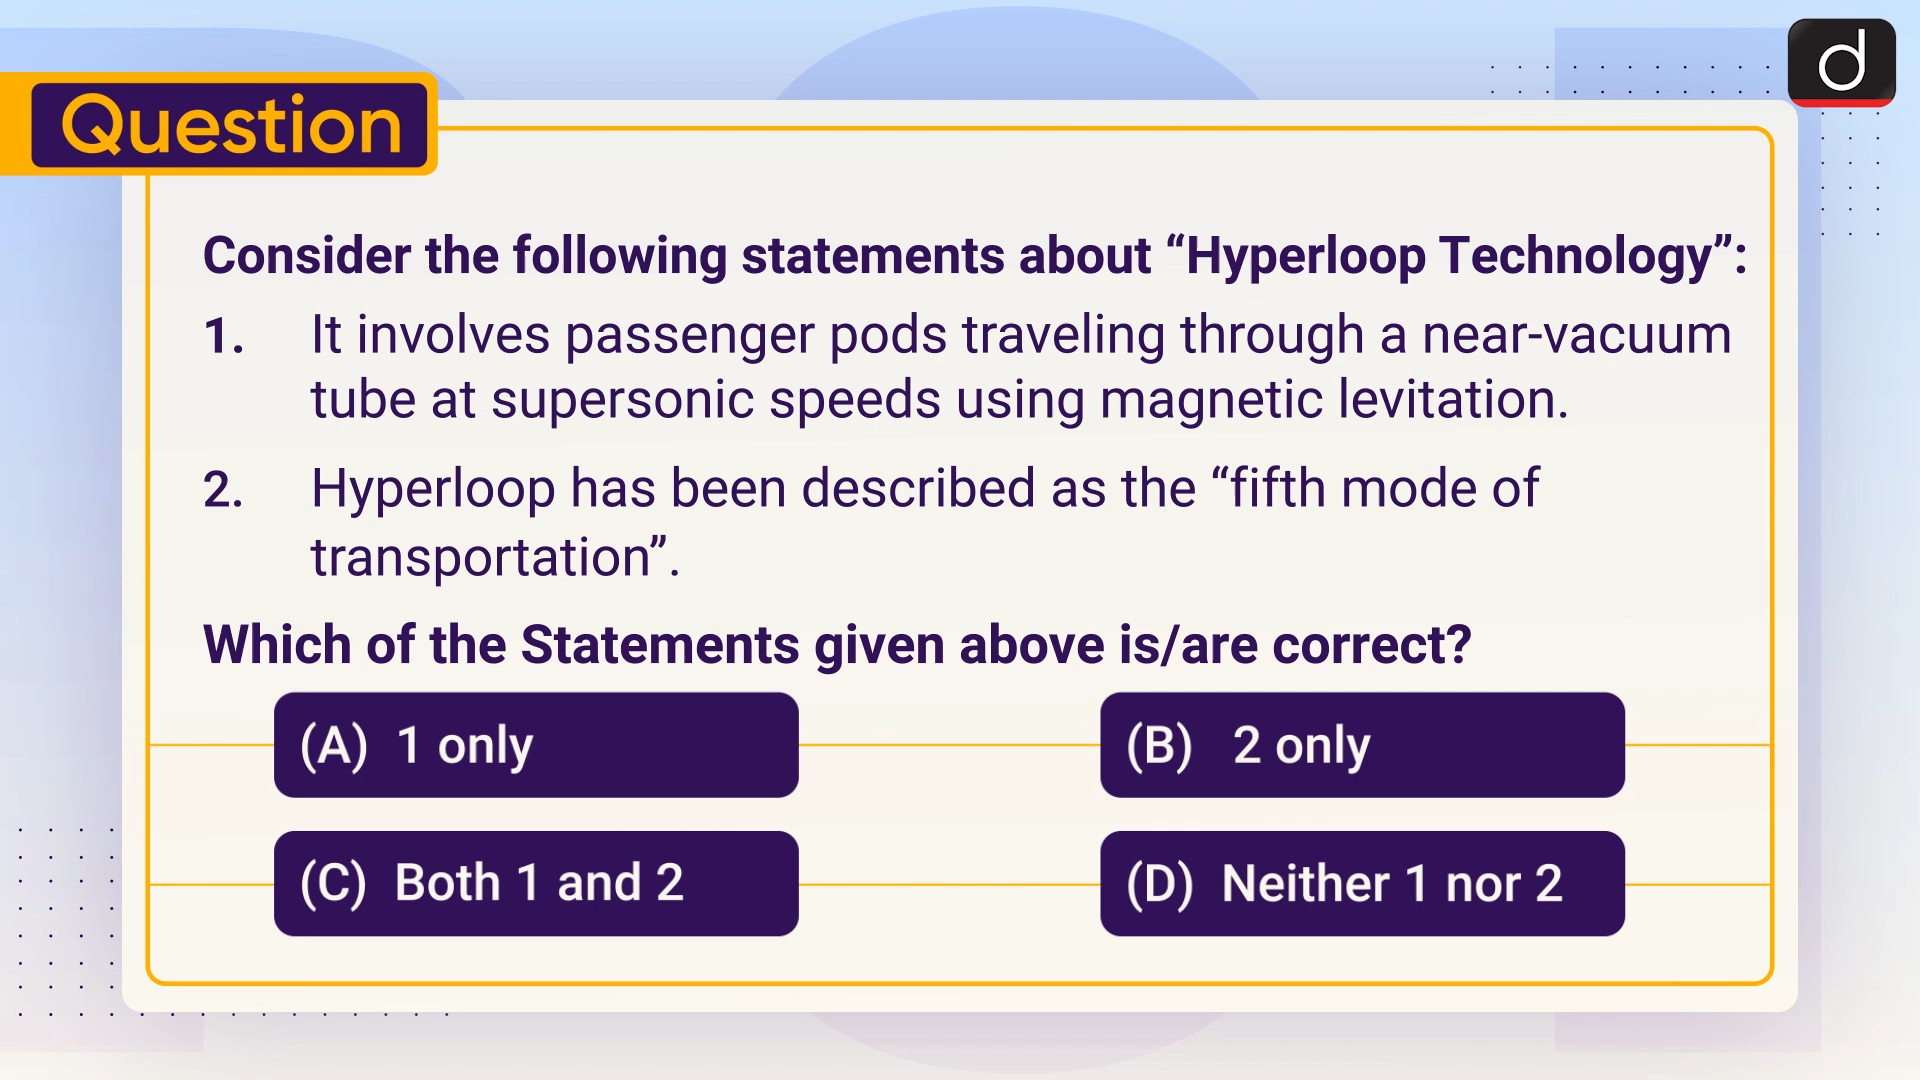 Question
d
Consider the following statements about “Hyperloop Technology”:
1. It involves passenger pods traveling through a near-vacuum
tube at supersonic speeds using magnetic levitation.
2. Hyperloop has been described as the “fifth mode of
transportation”.
Which of the Statements given above is/are correct?
(A) 1 only
(B) 2 only
(C) Both 1 and 2
(D) Neither 1 nor 2